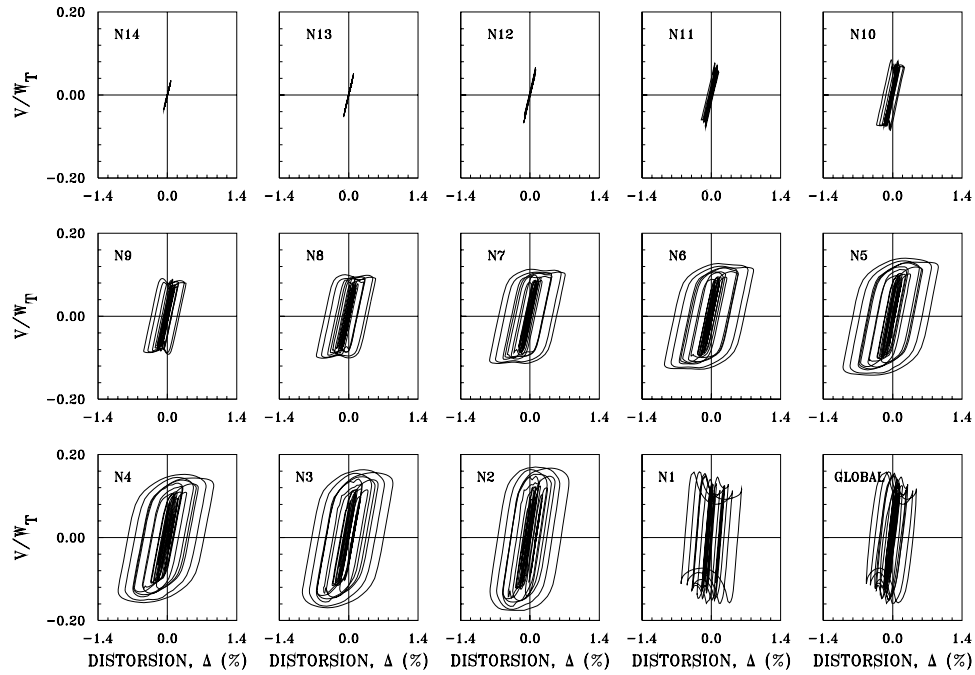 0.20 N14 N13 N12 N11 N10
V/W_T 0.00
-0.20
-1.4 0.0 1.4 -1.4 0.0 1.4 -1.4 0.0 1.4 -1.4 0.0 1.4 -1.4 0.0 1.4
0.20 N9 N8 N7 N6 N5
V/W_T 0.00
-0.20
-1.4 0.0 1.4 -1.4 0.0 1.4 -1.4 0.0 1.4 -1.4 0.0 1.4 -1.4 0.0 1.4
0.20 N4 N3 N2 N1 GLOBAL
V/W_T 0.00
-0.20
-1.4 0.0 1.4 -1.4 0.0 1.4 -1.4 0.0 1.4 -1.4 0.0 1.4 -1.4 0.0 1.4
DISTORSION, Δ (%) DISTORSION, Δ (%) DISTORSION, Δ (%) DISTORSION, Δ (%) DISTORSION, Δ (%)